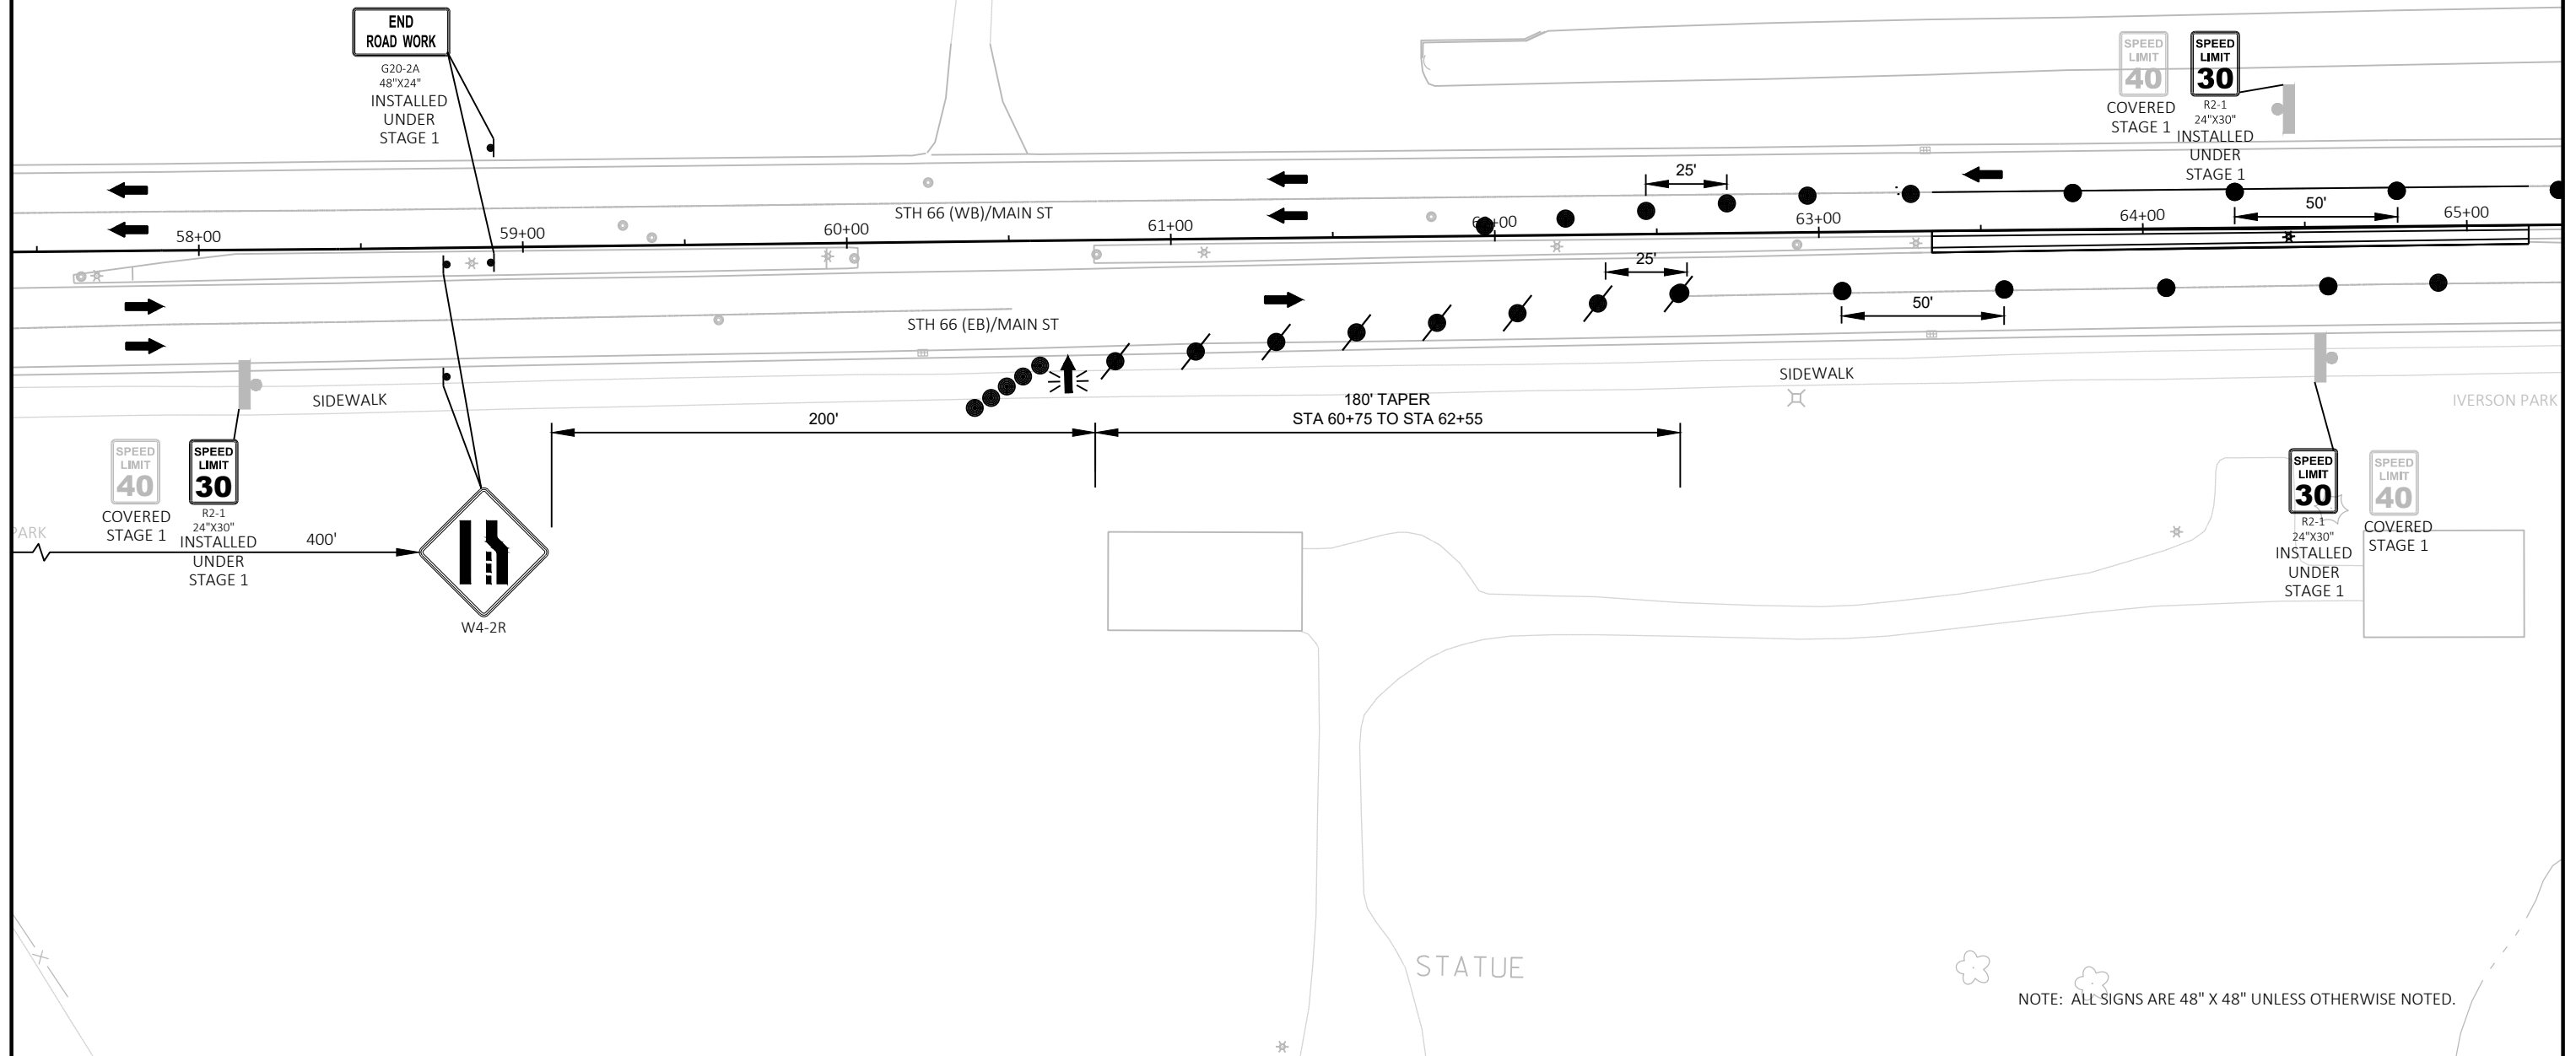 END
ROAD WORK
G20-2A
48"X24"
INSTALLED
UNDER
STAGE 1
SPEED
LIMIT
40
COVERED
STAGE 1
SPEED
LIMIT
30
R2-1
24"X30"
INSTALLED
UNDER
STAGE 1
25'
50'
STH 66 (WB)/MAIN ST
58+00
59+00
60+00
61+00
63+00
64+00
65+00
25'
50'
STH 66 (EB)/MAIN ST
SIDEWALK
SIDEWALK
IVERSON PARK
200'
180' TAPER
STA 60+75 TO STA 62+55
SPEED
LIMIT
40
COVERED
STAGE 1
SPEED
LIMIT
30
R2-1
24"X30"
INSTALLED
UNDER
STAGE 1
PARK
400'
W4-2R
SPEED
LIMIT
30
R2-1
24"X30"
INSTALLED
UNDER
STAGE 1
SPEED
LIMIT
40
COVERED
STAGE 1
STATUE
NOTE: ALL SIGNS ARE 48" X 48" UNLESS OTHERWISE NOTED.